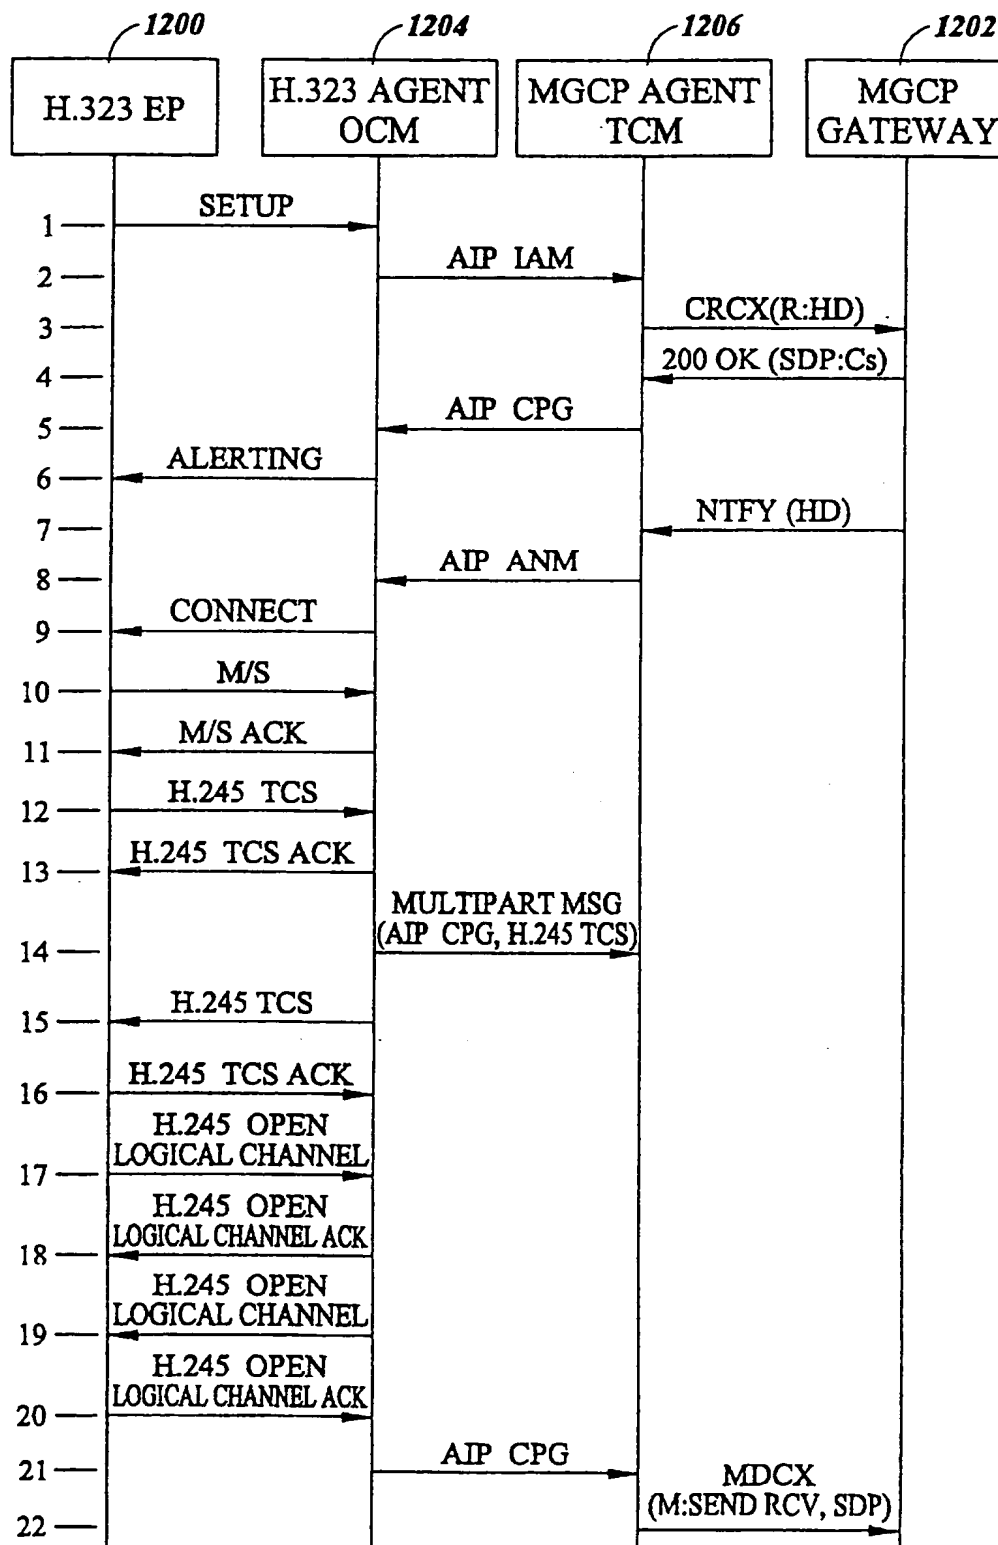 1200
1204
1206
1202
H.323 EP
H.323 AGENT
OCM
MGCP AGENT
TCM
MGCP
GATEWAY
1
SETUP
2
AIP IAM
3
CRCX(R:HD)
4
200 OK (SDP:Cs)
5
AIP CPG
6
ALERTING
7
NTFY (HD)
8
AIP ANM
9
CONNECT
10
M/S
11
M/S ACK
12
H.245 TCS
13
H.245 TCS ACK
14
MULTIPART MSG
(AIP CPG, H.245 TCS)
15
H.245 TCS
16
H.245 TCS ACK
17
H.245 OPEN
LOGICAL CHANNEL
18
H.245 OPEN
LOGICAL CHANNEL ACK
19
H.245 OPEN
LOGICAL CHANNEL
20
H.245 OPEN
LOGICAL CHANNEL ACK
21
AIP CPG
22
MDCX
(M:SEND RCV, SDP)